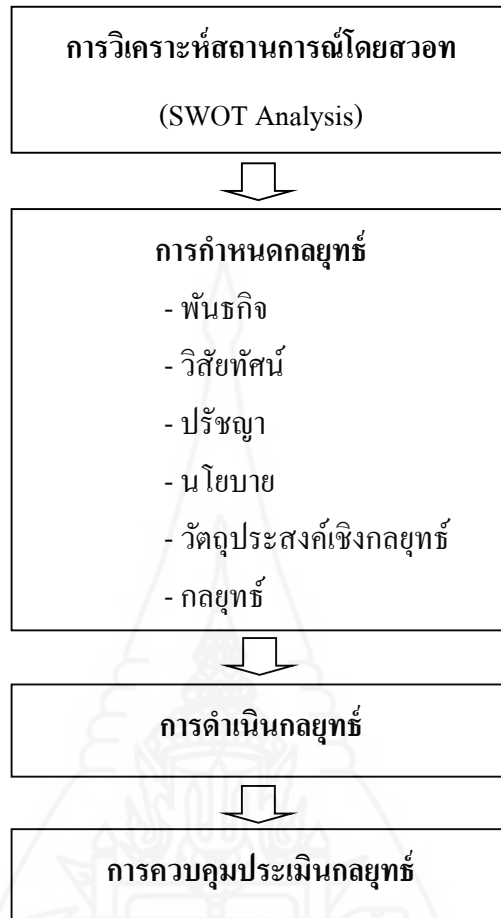 การวิเคราะห์สถานการณ์โดยสวอท
(SWOT Analysis)
การกำหนดกลยุทธ์
- พันธกิจ
- วิสัยทัศน์
- ปรัชญา
- นโยบาย
- วัตถุประสงค์เชิงกลยุทธ์
- กลยุทธ์
การดำเนินกลยุทธ์
การควบคุมประเมินกลยุทธ์